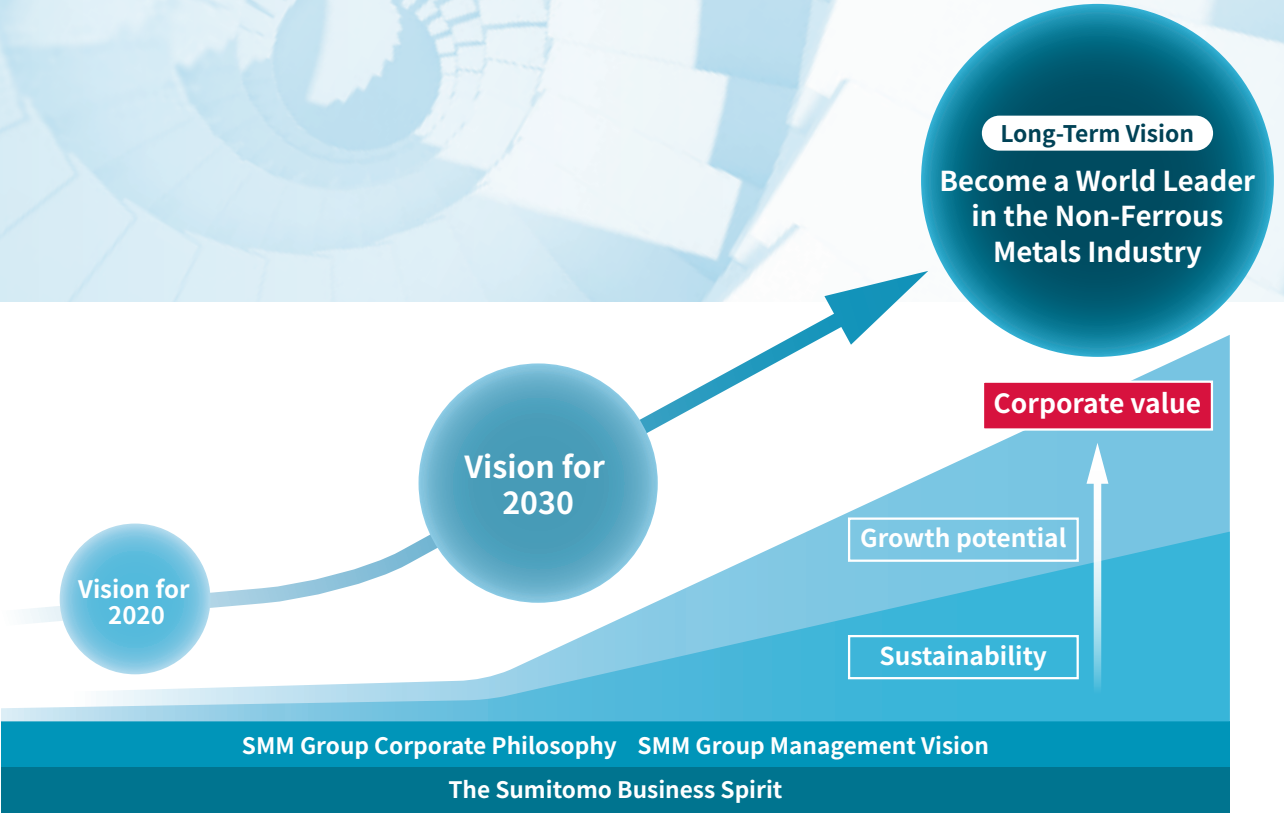 Long-Term Vision
Become a World Leader
in the Non-Ferrous
Metals Industry
Corporate value
Vision for
2030
Growth potential
Vision for
2020
Sustainability
SMM Group Corporate Philosophy SMM Group Management Vision
The Sumitomo Business Spirit